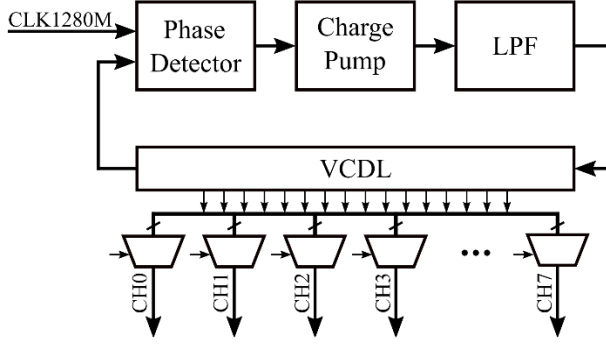 CLK1280M
Phase
Detector
Charge
Pump
LPF
VCDL
CH0
CH1
CH2
CH3
...
CH7